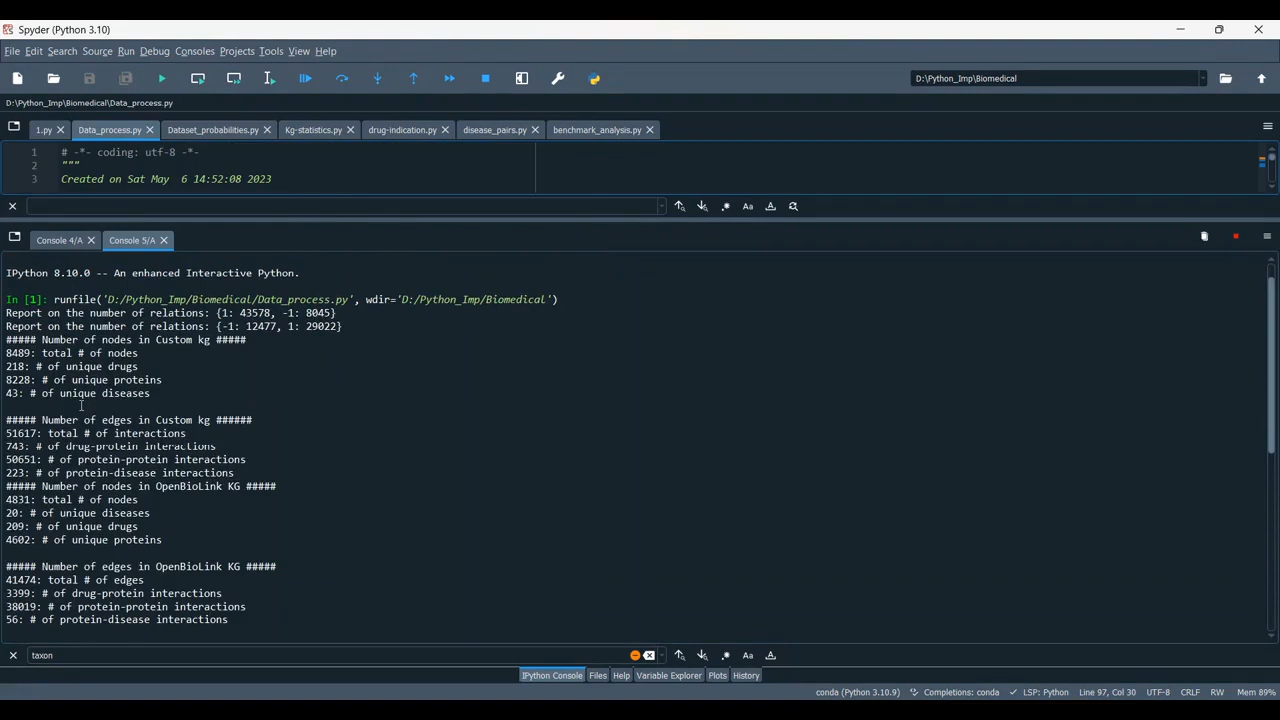 Spyder (Python 3.10)
File Edit Search Source Run Debug Consoles Projects Tools View Help
D:\Python_Imp\Biomedical
D:\Python_Imp\Biomedical\Data_process.py
1.py Data_process.py Dataset_probabilities.py Kg-statistics.py drug-indication.py disease_pairs.py benchmark_analysis.py
1 # -*- coding: utf-8 -*-
2 """
3 Created on Sat May  6 14:52:08 2023
Aa
Console 4/A Console 5/A
IPython 8.10.0 -- An enhanced Interactive Python.
In [1]: runfile('D:/Python_Imp/Biomedical/Data_process.py', wdir='D:/Python_Imp/Biomedical')
Report on the number of relations: {1: 43578, -1: 8045}
Report on the number of relations: {-1: 12477, 1: 29022}
##### Number of nodes in Custom kg #####
8489: total # of nodes
218: # of unique drugs
8228: # of unique proteins
43: # of unique diseases
##### Number of edges in Custom kg ######
51617: total # of interactions
743: # of drug-protein interactions
50651: # of protein-protein interactions
223: # of protein-disease interactions
##### Number of nodes in OpenBioLink KG #####
4831: total # of nodes
20: # of unique diseases
209: # of unique drugs
4602: # of unique proteins
##### Number of edges in OpenBioLink KG #####
41474: total # of edges
3399: # of drug-protein interactions
38019: # of protein-protein interactions
56: # of protein-disease interactions
taxon Aa
IPython Console Files Help Variable Explorer Plots History
conda (Python 3.10.9) Completions: conda LSP: Python Line 97, Col 30 UTF-8 CRLF RW Mem 89%